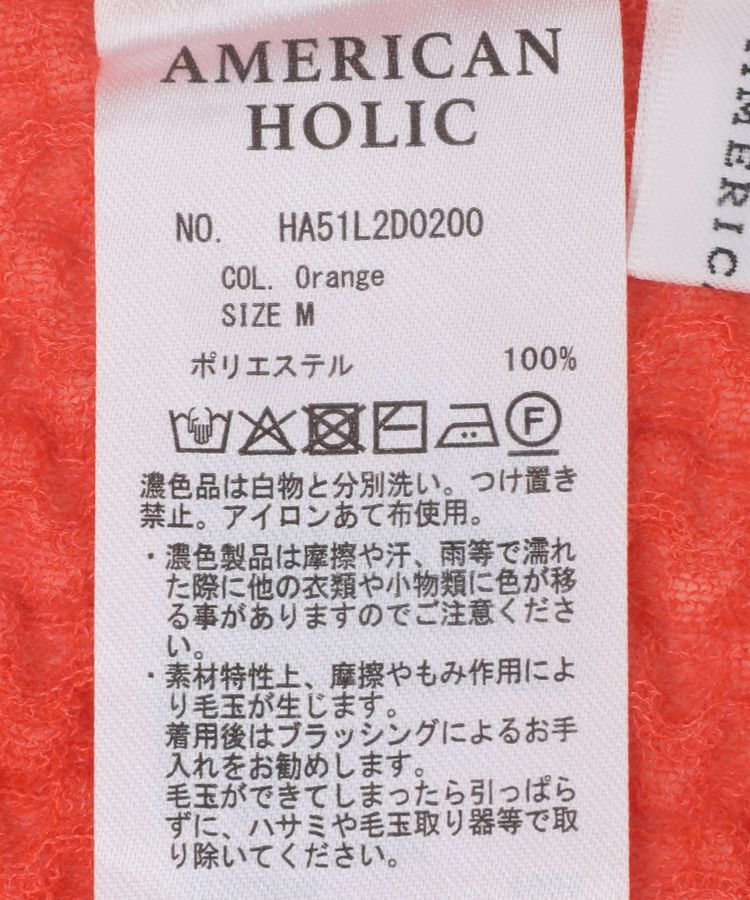 AMERICAN
HOLIC
NO. HA51L2D0200
COL. Orange
SIZE M
ポリエステル 100%
F
濃色品は白物と分別洗い。つけ置き
禁止。アイロンあて布使用。
・濃色製品は摩擦や汗、雨等で濡れ
た際に他の衣類や小物類に色が移
る事がありますのでご注意くださ
い。
・素材特性上、摩擦やもみ作用によ
り毛玉が生じます。
着用後はブラッシングによるお手
入れをお勧めします。
毛玉ができてしまったら引っぱら
ずに、ハサミや毛玉取り器等で取
り除いてください。
AMERIC